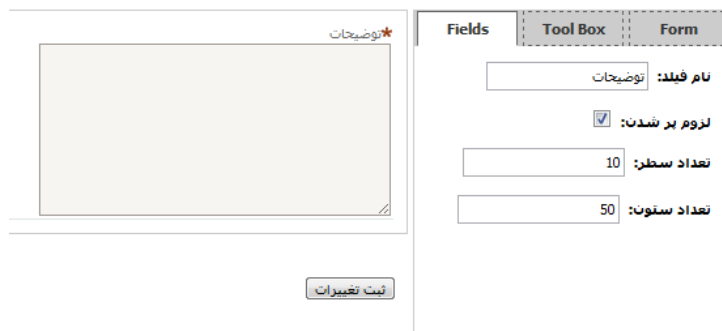 Fields Tool Box Form
نام فیلد: توضیحات
لزوم پر شدن:
تعداد سطر: 10
تعداد ستون: 50
*توضیحات
ثبت تغییرات